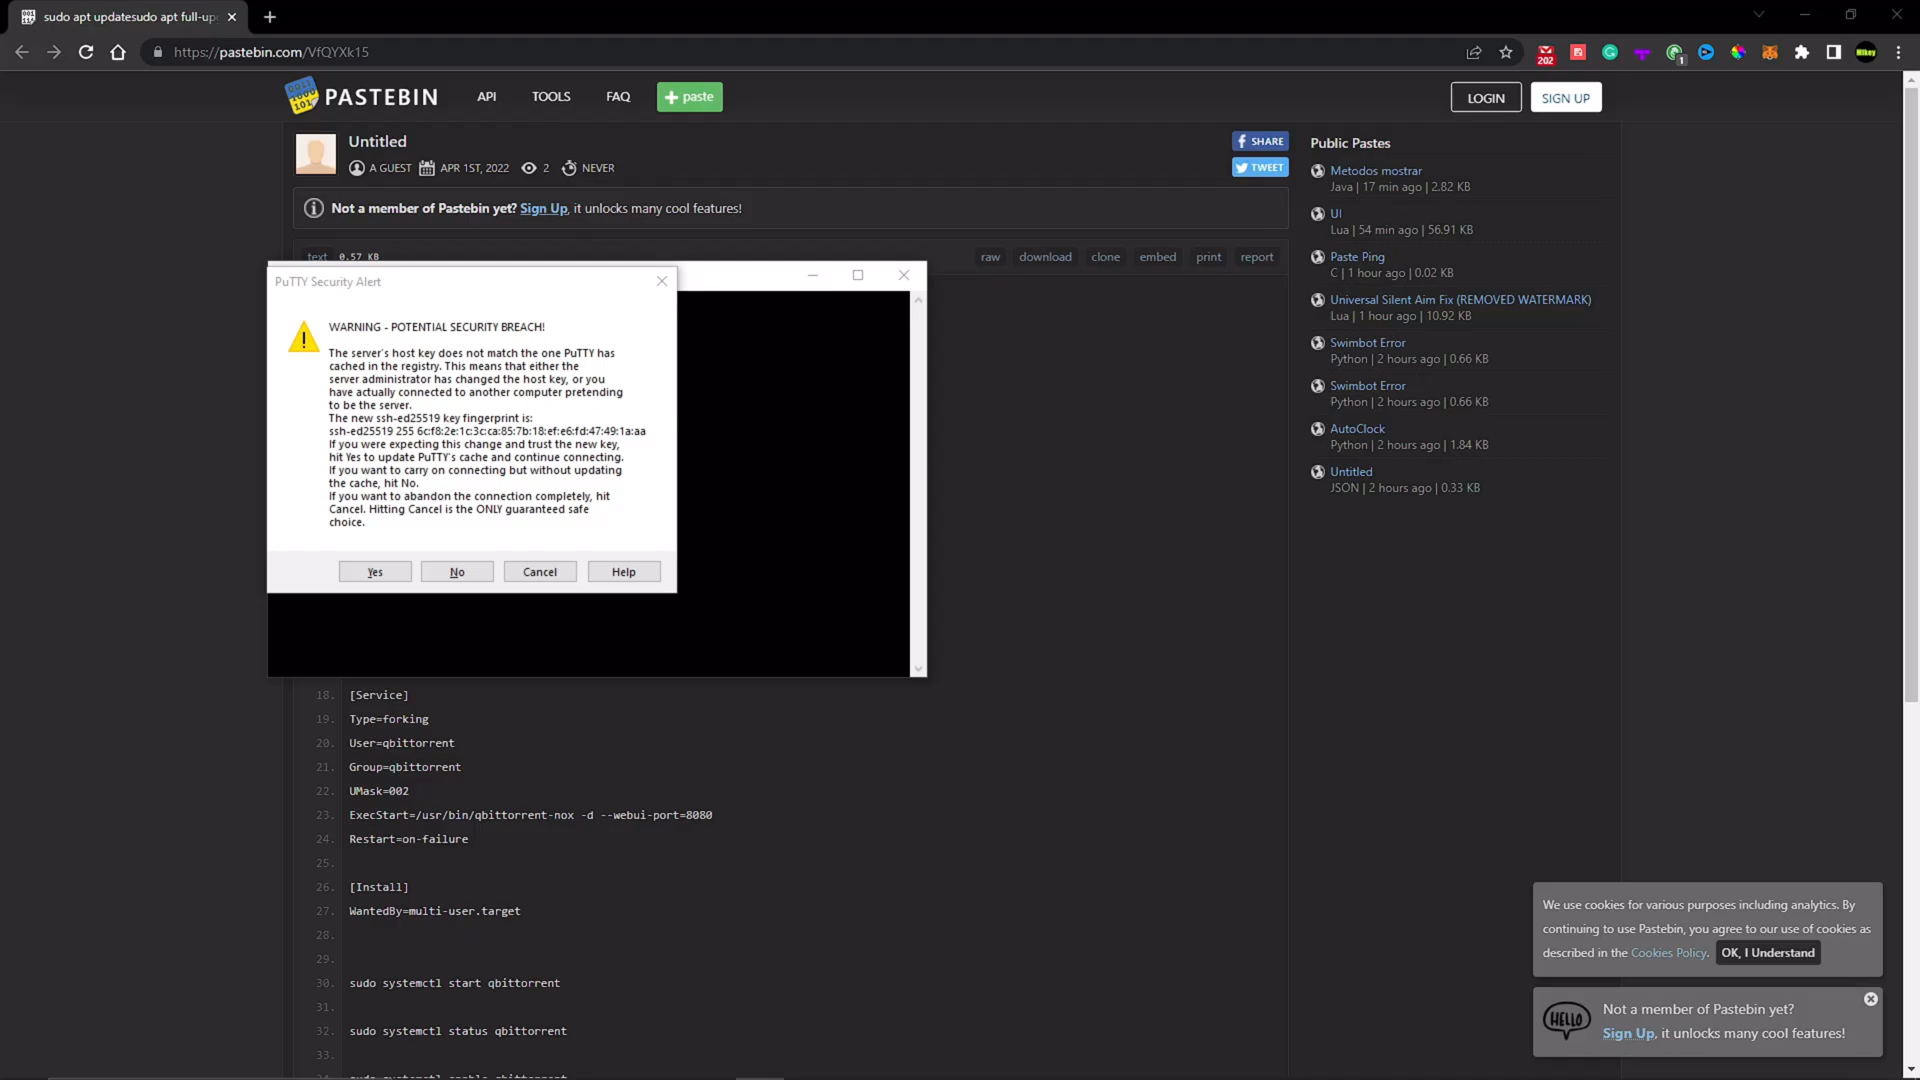 sudo apt updatesudo apt full-up
https://pastebin.com/VfQYXk15
202
1
Mikey
PASTEBIN
API
TOOLS
FAQ
+ paste
LOGIN
SIGN UP
Untitled
A GUEST
APR 1ST, 2022
2
NEVER
SHARE
TWEET
Not a member of Pastebin yet? Sign Up, it unlocks many cool features!
text 0.57 KB
raw
download
clone
embed
print
report
PuTTY Security Alert
WARNING - POTENTIAL SECURITY BREACH!
The server's host key does not match the one PuTTY has
cached in the registry. This means that either the
server administrator has changed the host key, or you
have actually connected to another computer pretending
to be the server.
The new ssh-ed25519 key fingerprint is:
ssh-ed25519 255 6c:f8:2e:1c:3c:ca:85:7b:18:ef:e6:fd:47:49:1a:aa
If you were expecting this change and trust the new key,
hit Yes to update PuTTY's cache and continue connecting.
If you want to carry on connecting but without updating
the cache, hit No.
If you want to abandon the connection completely, hit
Cancel. Hitting Cancel is the ONLY guaranteed safe
choice.
Yes
No
Cancel
Help
18. [Service]
19. Type=forking
20. User=qbittorrent
21. Group=qbittorrent
22. UMask=002
23. ExecStart=/usr/bin/qbittorrent-nox -d --webui-port=8080
24. Restart=on-failure
25.
26. [Install]
27. WantedBy=multi-user.target
28.
29.
30. sudo systemctl start qbittorrent
31.
32. sudo systemctl status qbittorrent
33.
Public Pastes
Metodos mostrar
Java | 17 min ago | 2.82 KB
UI
Lua | 54 min ago | 56.91 KB
Paste Ping
C | 1 hour ago | 0.02 KB
Universal Silent Aim Fix (REMOVED WATERMARK)
Lua | 1 hour ago | 10.92 KB
Swimbot Error
Python | 2 hours ago | 0.66 KB
Swimbot Error
Python | 2 hours ago | 0.66 KB
AutoClock
Python | 2 hours ago | 1.84 KB
Untitled
JSON | 2 hours ago | 0.33 KB
We use cookies for various purposes including analytics. By
continuing to use Pastebin, you agree to our use of cookies as
described in the Cookies Policy. OK, I Understand
HELLO
Not a member of Pastebin yet?
Sign Up, it unlocks many cool features!